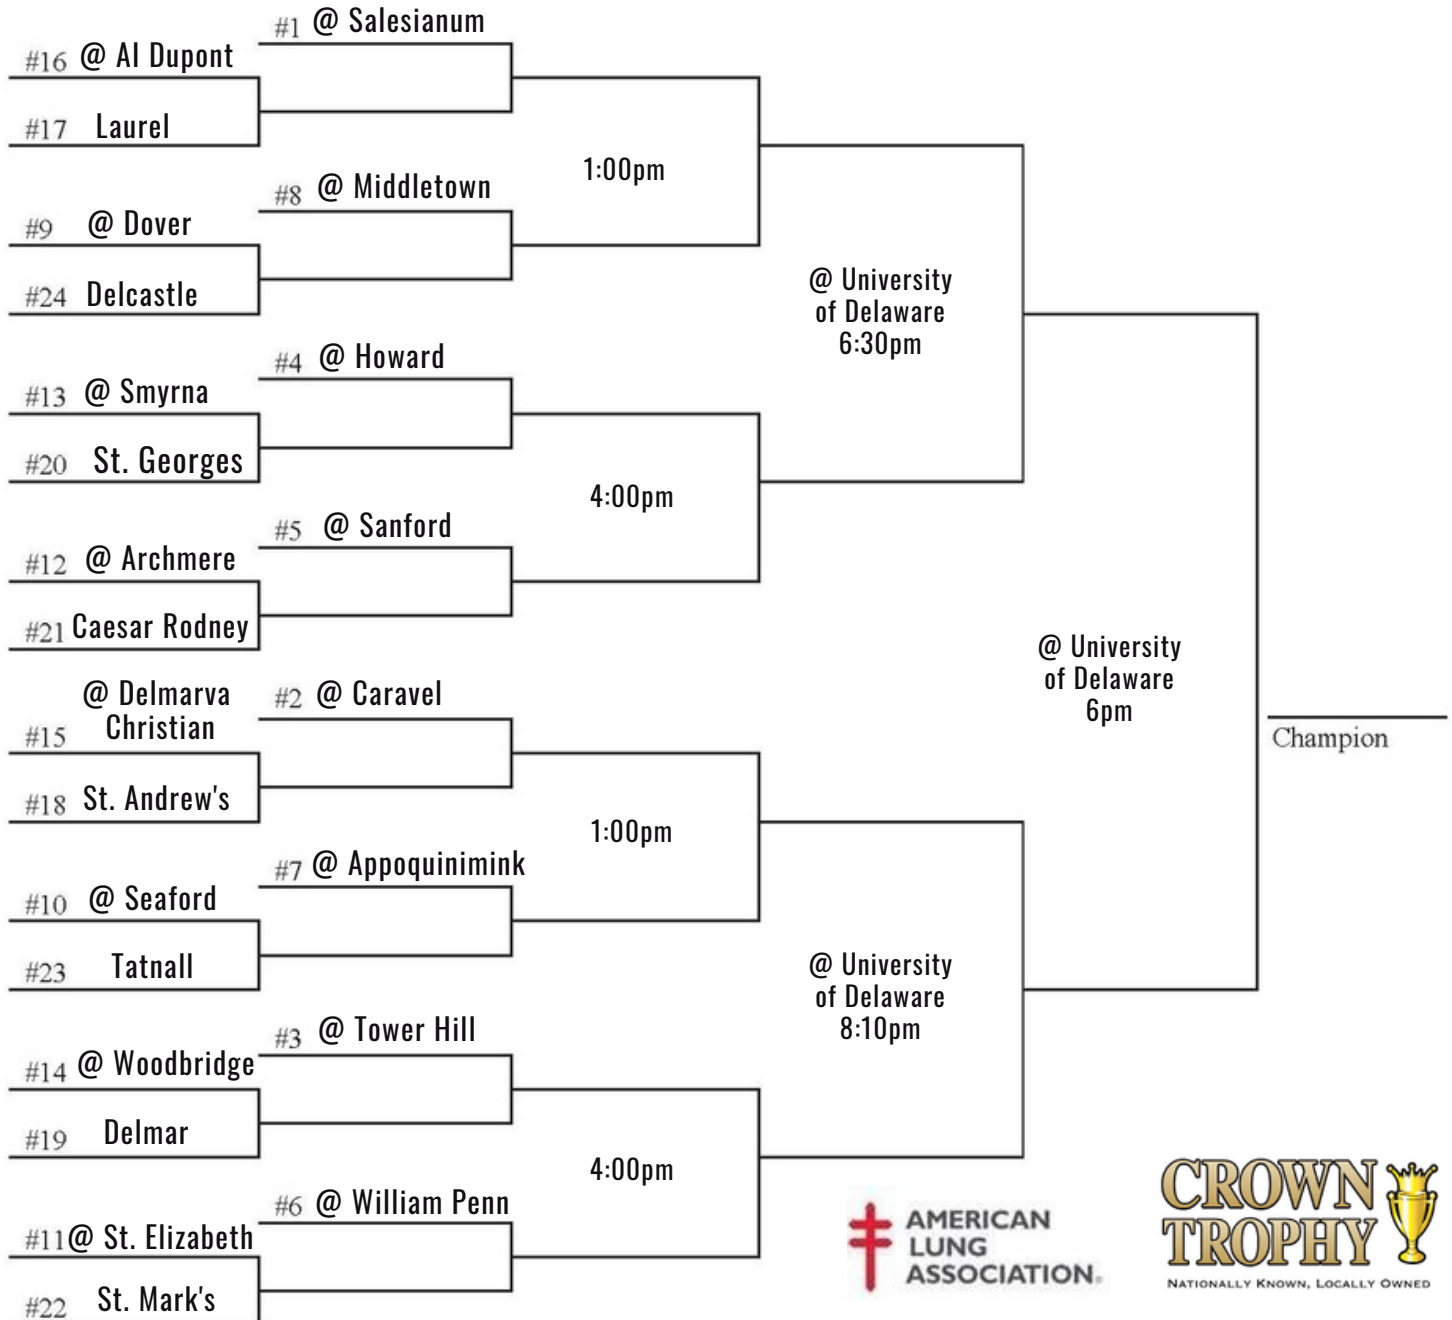 #1 @ Salesianum
#16 @ AI Dupont
#17 Laurel
1:00pm
#8 @ Middletown
#9 @ Dover
#24 Delcastle
@ University
of Delaware
6:30pm
#4 @ Howard
#13 @ Smyrna
#20 St. Georges
4:00pm
#5 @ Sanford
#12 @ Archmere
#21 Caesar Rodney
@ University
of Delaware
6pm
Champion
@ Delmarva
Christian
#15
#2 @ Caravel
#18 St. Andrew's
1:00pm
#7 @ Appoquinimink
#10 @ Seaford
#23 Tatnall
@ University
of Delaware
8:10pm
#3 @ Tower Hill
#14 @ Woodbridge
#19 Delmar
4:00pm
#6 @ William Penn
#11 @ St. Elizabeth
#22 St. Mark's
AMERICAN
LUNG
ASSOCIATION®
CROWN
TROPHY
NATIONALLY KNOWN, LOCALLY OWNED